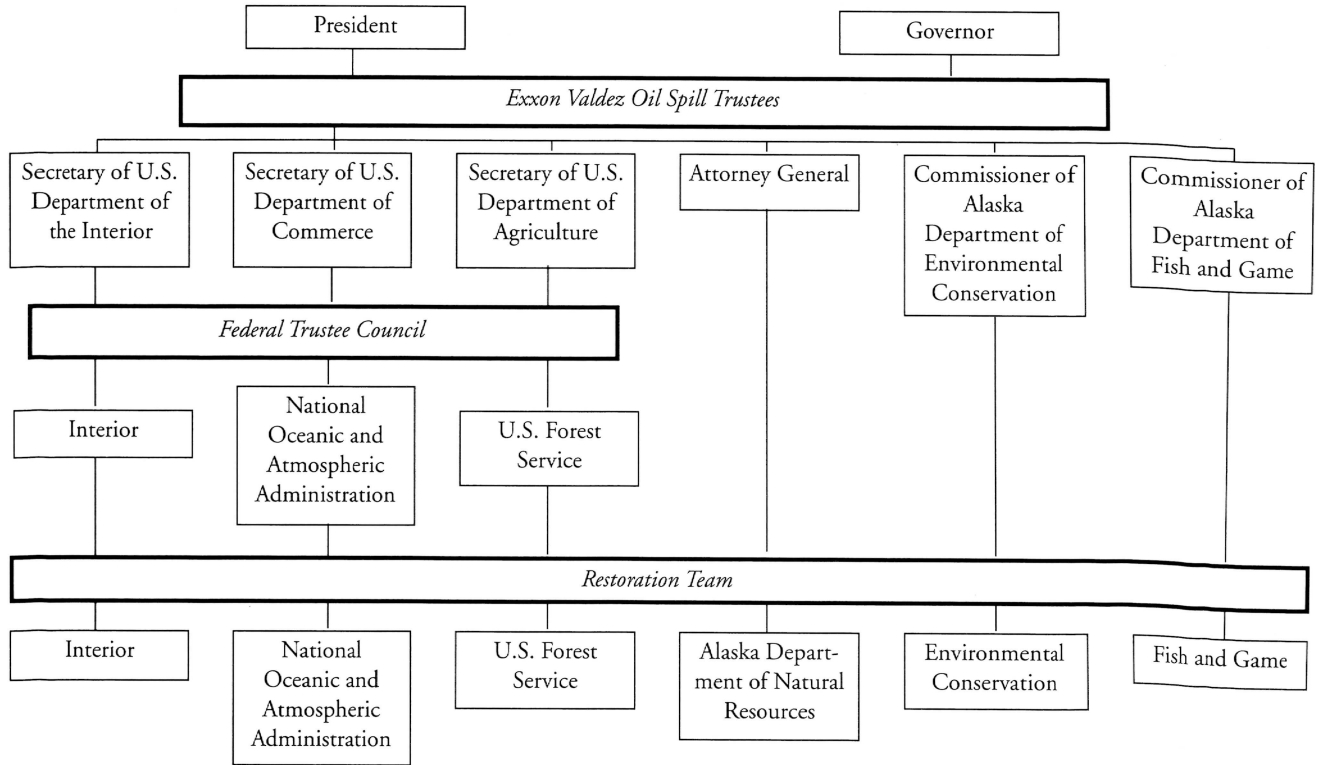 President
Governor
Exxon Valdez Oil Spill Trustees
Secretary of U.S.
Department of
the Interior
Secretary of U.S.
Department of
Commerce
Secretary of U.S.
Department of
Agriculture
Attorney General
Commissioner of
Alaska
Department of
Environmental
Conservation
Commissioner of
Alaska
Department of
Fish and Game
Federal Trustee Council
Interior
National
Oceanic and
Atmospheric
Administration
U.S. Forest
Service
Restoration Team
Interior
National
Oceanic and
Atmospheric
Administration
U.S. Forest
Service
Alaska Depart-
ment of Natural
Resources
Environmental
Conservation
Fish and Game